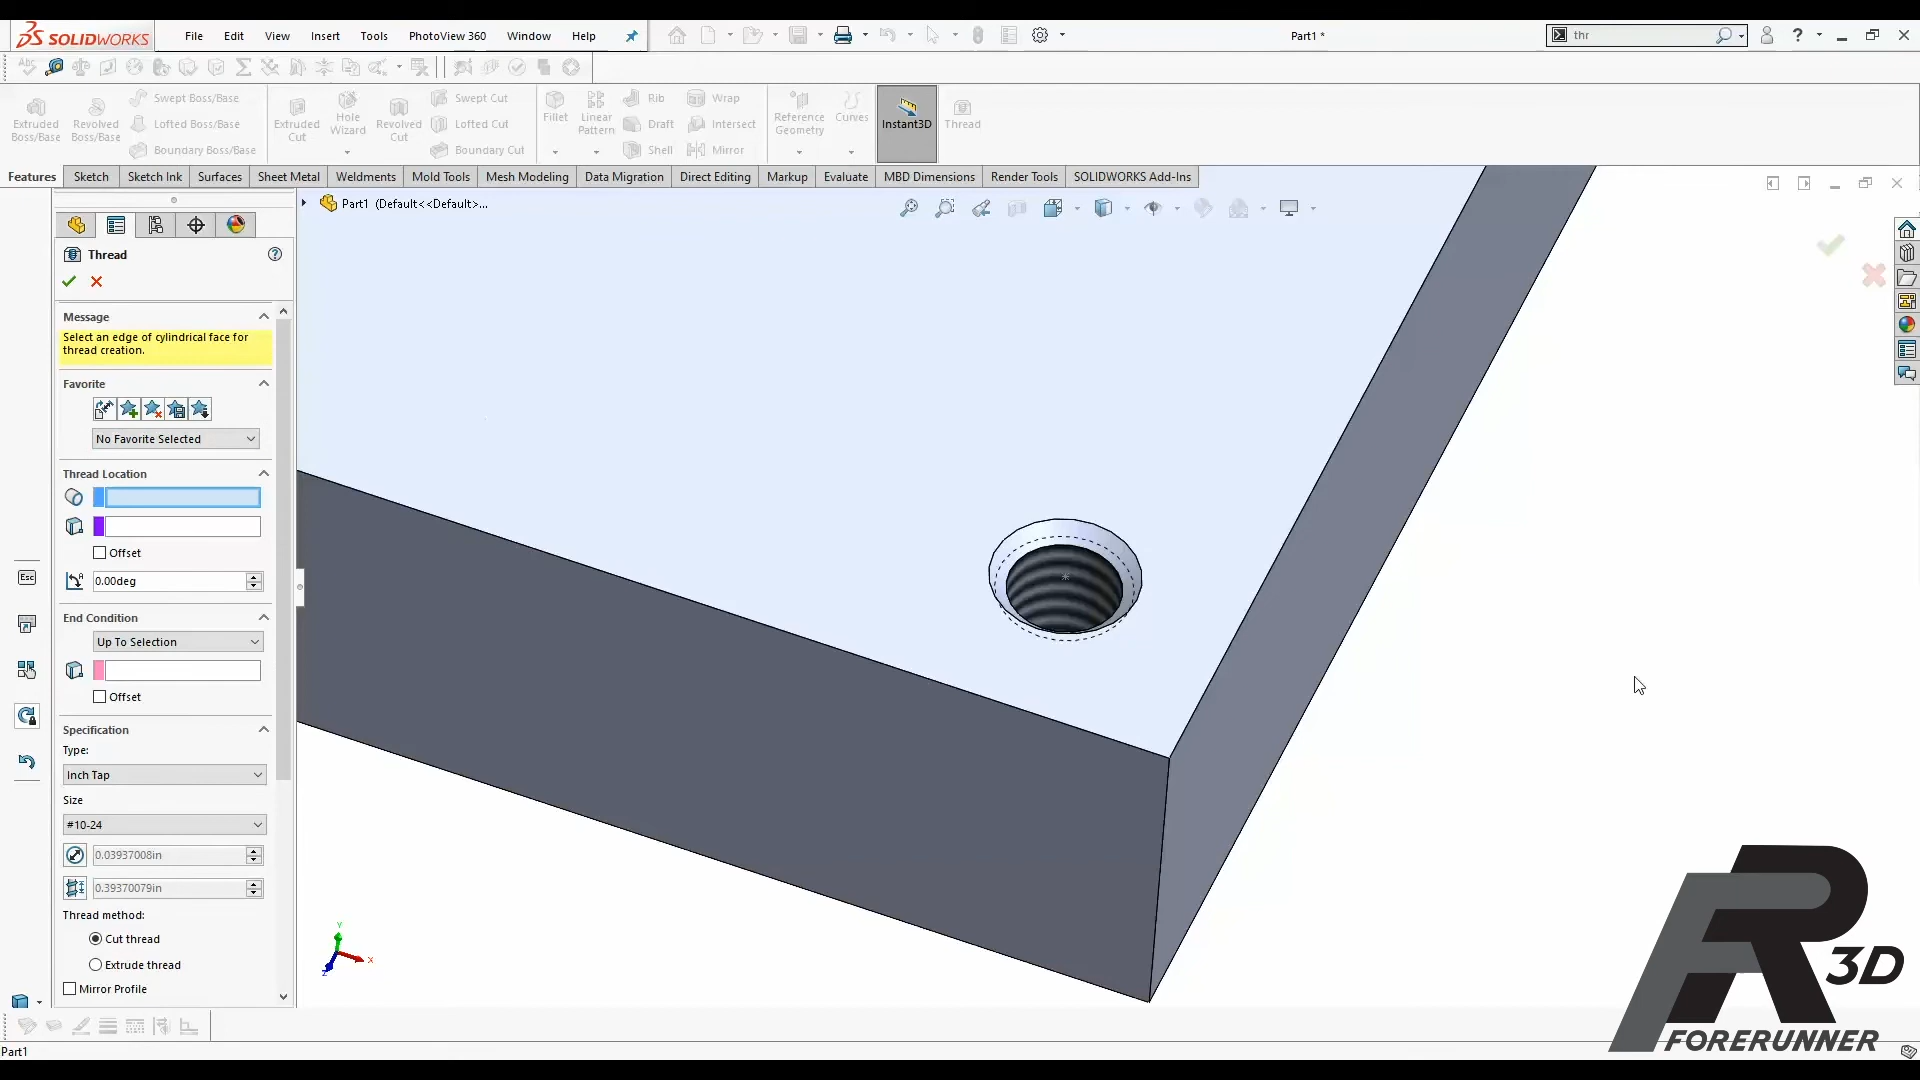 SOLIDWORKS
File Edit View Insert Tools PhotoView 360 Window Help
Part1 *
thr
Extruded Boss/Base
Revolved Boss/Base
Swept Boss/Base
Lofted Boss/Base
Boundary Boss/Base
Extruded Cut
Hole Wizard
Revolved Cut
Swept Cut
Lofted Cut
Boundary Cut
Fillet
Linear Pattern
Rib
Draft
Shell
Wrap
Intersect
Mirror
Reference Geometry
Curves
Instant3D
Thread
Features Sketch Sketch Ink Surfaces Sheet Metal Weldments Mold Tools Mesh Modeling Data Migration Direct Editing Markup Evaluate MBD Dimensions Render Tools SOLIDWORKS Add-Ins
Part1 (Default<<Default>...
Thread
Message
Select an edge of cylindrical face for
thread creation.
Favorite
No Favorite Selected
Thread Location
Offset
0.00deg
End Condition
Up To Selection
Offset
Specification
Type:
Inch Tap
Size
#10-24
0.03937008in
0.39370079in
Thread method:
Cut thread
Extrude thread
Mirror Profile
Esc
Y
X
Z
3D
FORERUNNER
Part1